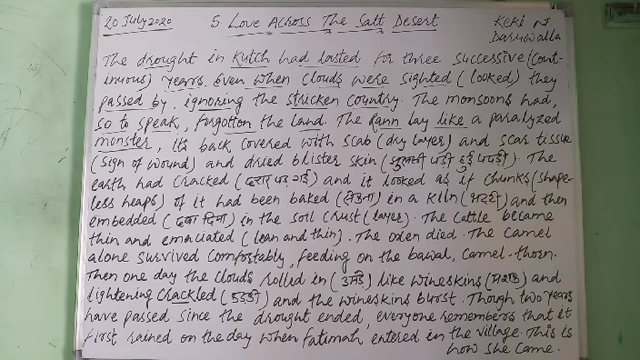 20 July 2020 5. Love Across The Salt Desert Keki N
Daruwalla
The drought in Kutch had lasted for three successive (cont-
inuous) years. Even when clouds were sighted (looked) they
passed by, ignoring the stricken country. The monsoons had,
so to speak, forgotton the land. The Rann lay like a paralyzed
monster, its back covered with scab (dry layer) and scar tissue
(sign of wound) and dried blister skin ( पड़ी हुई पपड़ी). The
earth had cracked (दरार पड़ गई) and it looked as if chunks (shape-
less heaps) of it had been baked (सेकना) in a kiln (भट्टी) and then
embedded (दबा दिया) in the soil crust (layer). The cattle became
thin and emaciated (lean and thin). The oxen died. The camel
alone survived comfortably, feeding on the bawal, camel-thorn.
Then one day the clouds rolled in (उमड़े) like wineskins (मशक) and
lightening crackled (कड़की) and the wineskins burst. Though two years
have passed since the drought ended, everyone remembers that it
first rained on the day when fatimah entered in the village. This is
how she came.